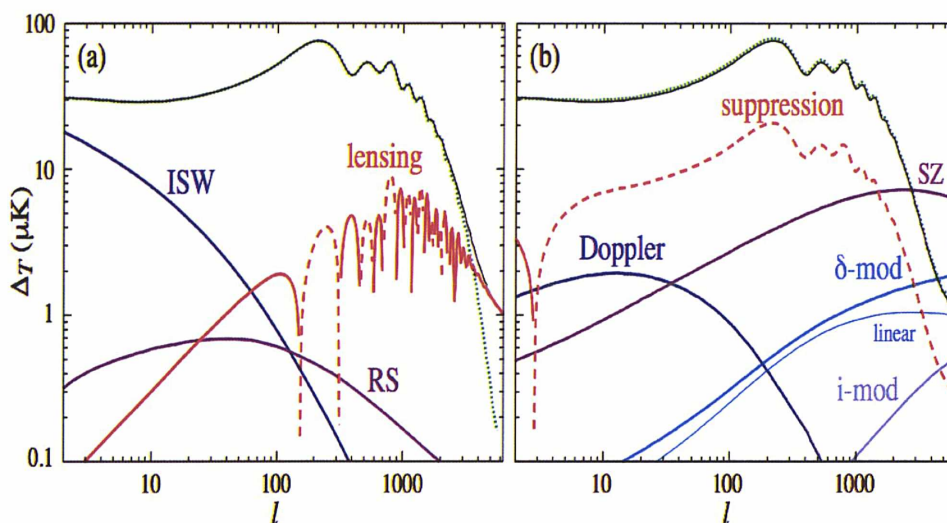 100
10
1
0.1
ΔT (μK)
(a)
ISW
lensing
RS
10
100
1000
l
(b)
suppression
SZ
Doppler
δ-mod
linear
i-mod
10
100
1000
l